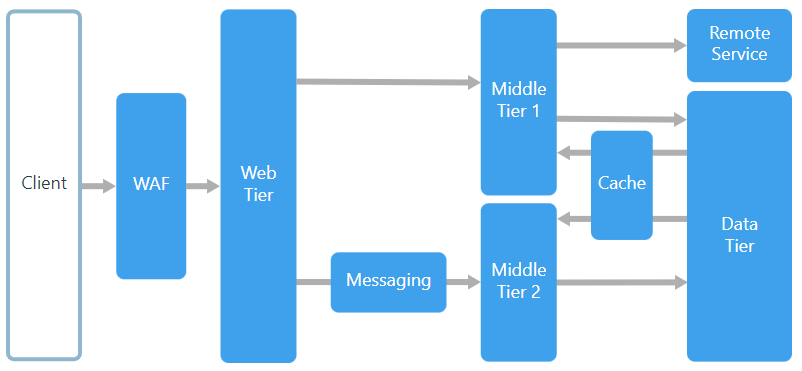 Client
WAF
Web
Tier
Messaging
Middle
Tier 1
Middle
Tier 2
Cache
Remote
Service
Data
Tier